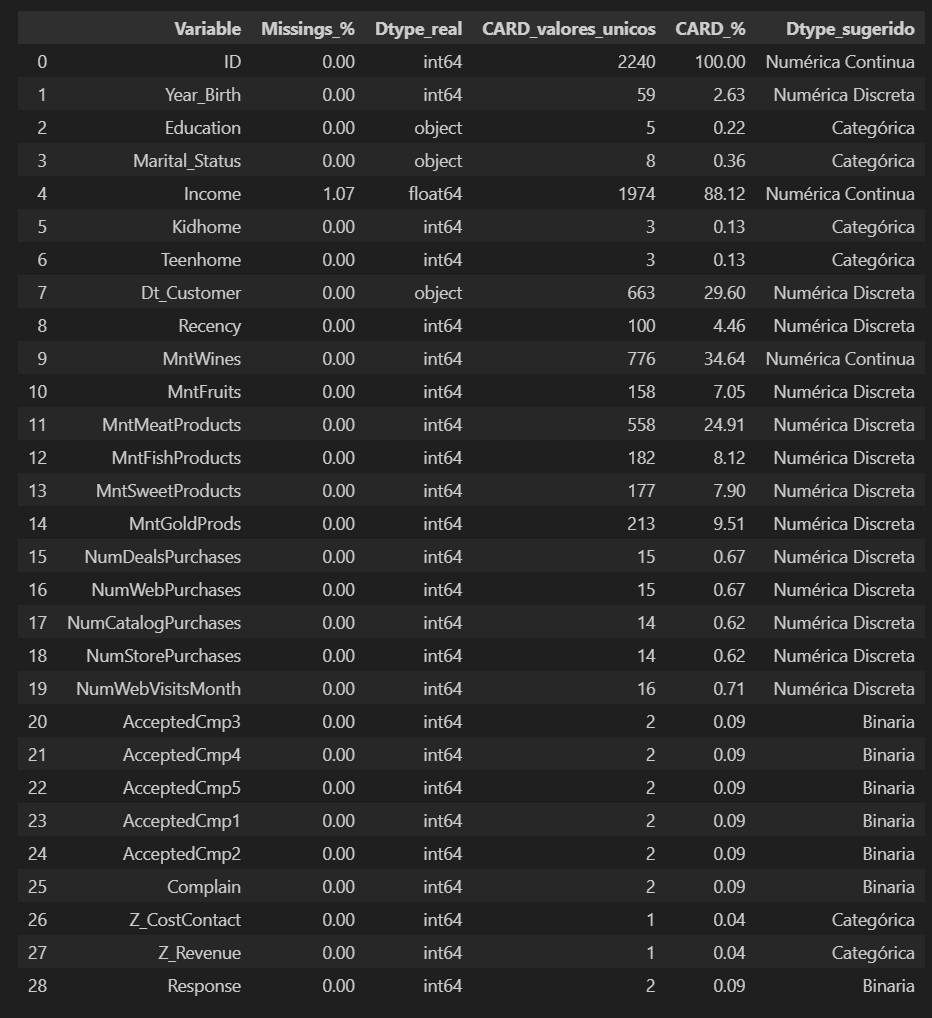 Variable Missings_% Dtype_real CARD_valores_unicos CARD_% Dtype_sugerido
0 ID 0.00 int64 2240 100.00 Numérica Continua
1 Year_Birth 0.00 int64 59 2.63 Numérica Discreta
2 Education 0.00 object 5 0.22 Categórica
3 Marital_Status 0.00 object 8 0.36 Categórica
4 Income 1.07 float64 1974 88.12 Numérica Continua
5 Kidhome 0.00 int64 3 0.13 Categórica
6 Teenhome 0.00 int64 3 0.13 Categórica
7 Dt_Customer 0.00 object 663 29.60 Numérica Discreta
8 Recency 0.00 int64 100 4.46 Numérica Discreta
9 MntWines 0.00 int64 776 34.64 Numérica Continua
10 MntFruits 0.00 int64 158 7.05 Numérica Discreta
11 MntMeatProducts 0.00 int64 558 24.91 Numérica Discreta
12 MntFishProducts 0.00 int64 182 8.12 Numérica Discreta
13 MntSweetProducts 0.00 int64 177 7.90 Numérica Discreta
14 MntGoldProds 0.00 int64 213 9.51 Numérica Discreta
15 NumDealsPurchases 0.00 int64 15 0.67 Numérica Discreta
16 NumWebPurchases 0.00 int64 15 0.67 Numérica Discreta
17 NumCatalogPurchases 0.00 int64 14 0.62 Numérica Discreta
18 NumStorePurchases 0.00 int64 14 0.62 Numérica Discreta
19 NumWebVisitsMonth 0.00 int64 16 0.71 Numérica Discreta
20 AcceptedCmp3 0.00 int64 2 0.09 Binaria
21 AcceptedCmp4 0.00 int64 2 0.09 Binaria
22 AcceptedCmp5 0.00 int64 2 0.09 Binaria
23 AcceptedCmp1 0.00 int64 2 0.09 Binaria
24 AcceptedCmp2 0.00 int64 2 0.09 Binaria
25 Complain 0.00 int64 2 0.09 Binaria
26 Z_CostContact 0.00 int64 1 0.04 Categórica
27 Z_Revenue 0.00 int64 1 0.04 Categórica
28 Response 0.00 int64 2 0.09 Binaria